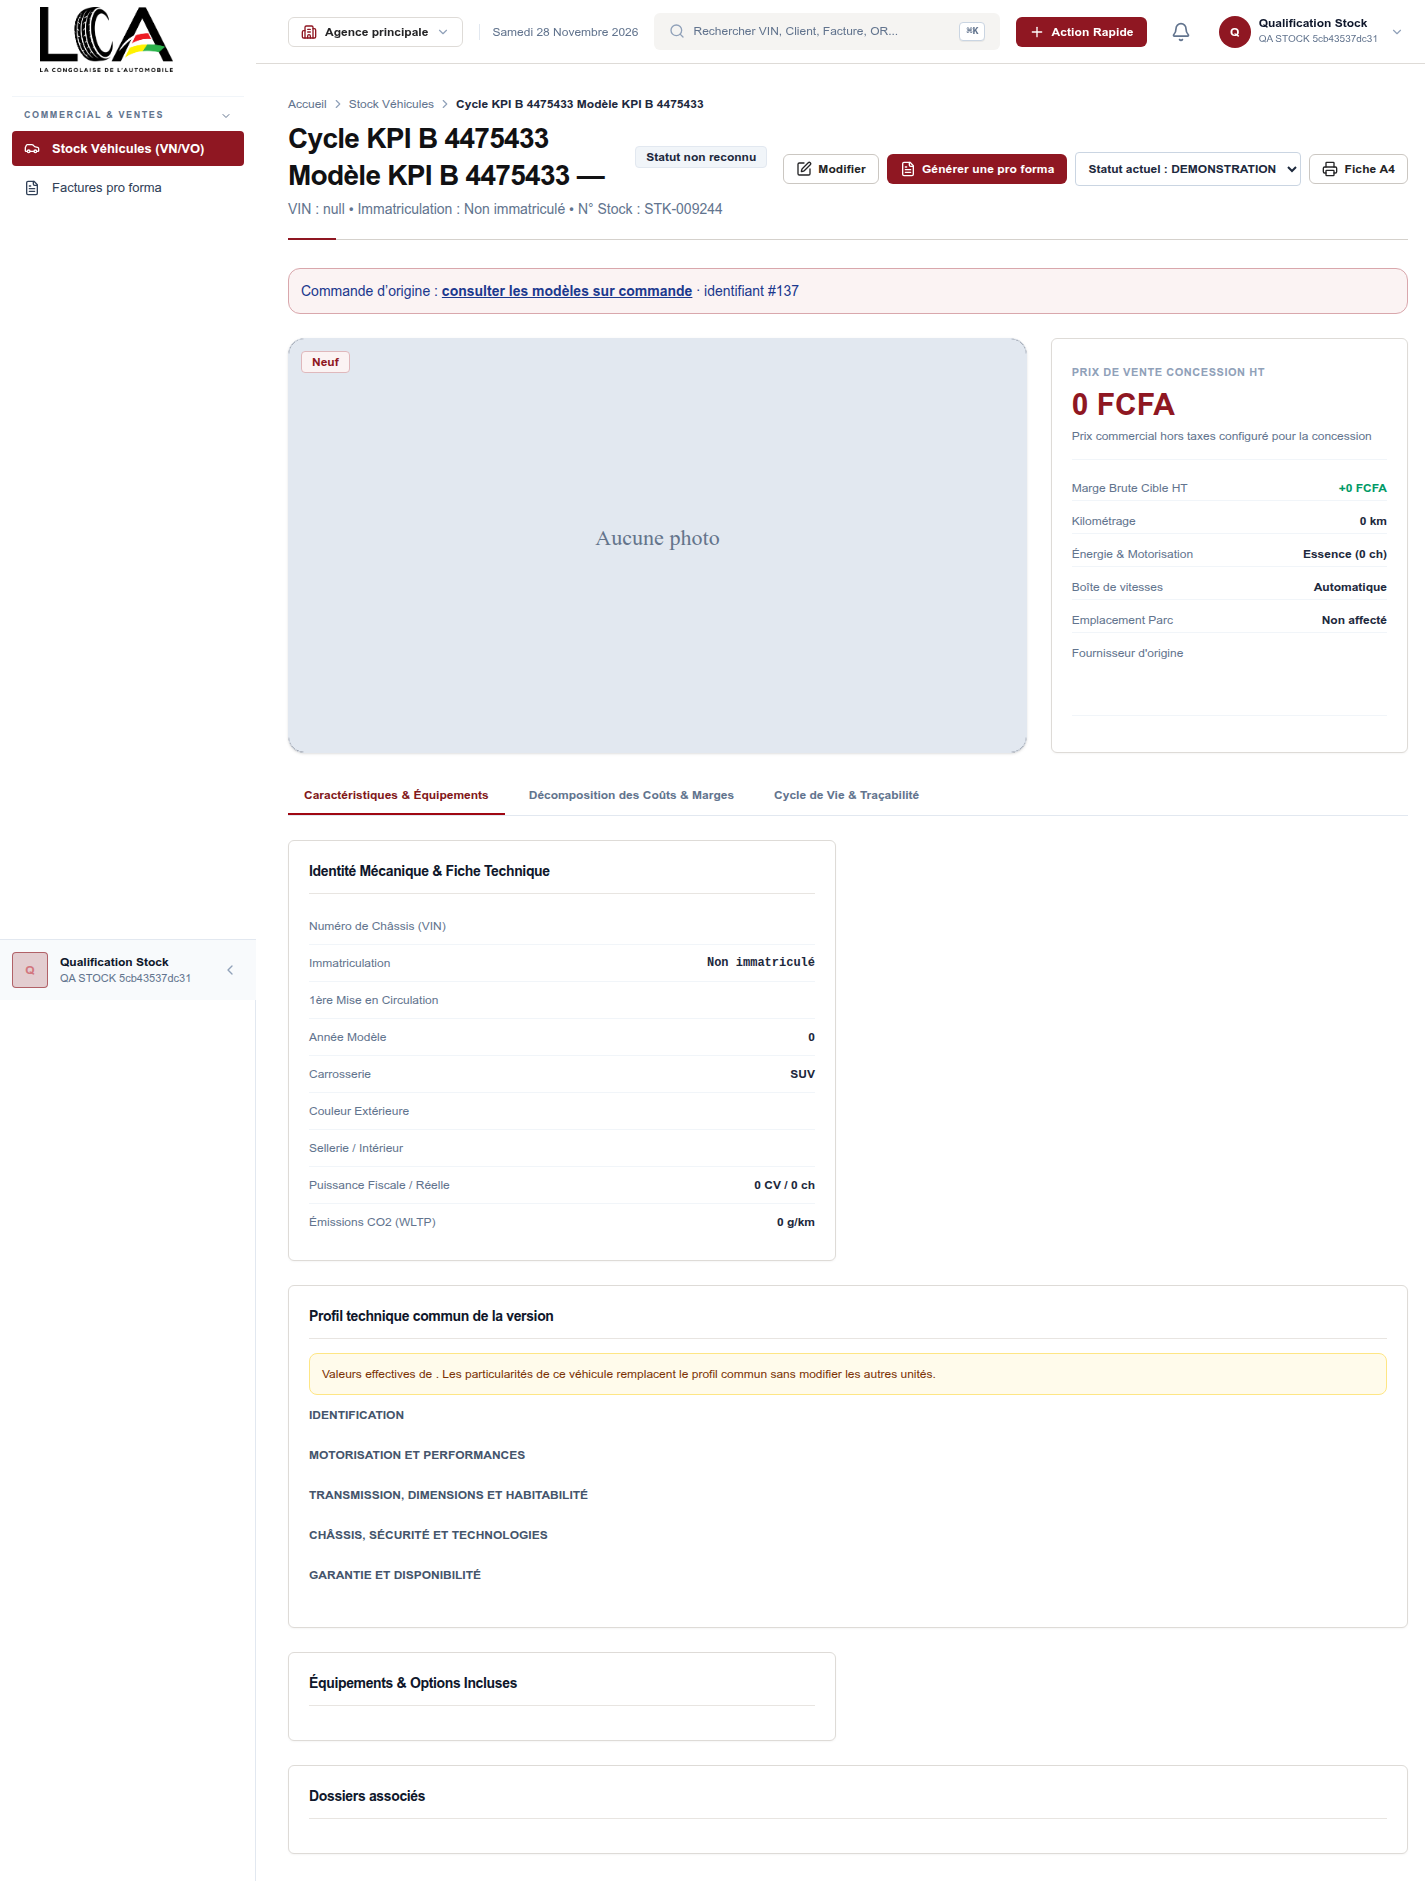 LCA
LA CONGOLAISE DE L'AUTOMOBILE
Agence principale
Samedi 28 Novembre 2026
Rechercher VIN, Client, Facture, OR...
⌘K
Action Rapide
Q
Qualification Stock
QA STOCK 5cb43537dc31
COMMERCIAL & VENTES
Stock Véhicules (VN/VO)
Factures pro forma
Q
Qualification Stock
QA STOCK 5cb43537dc31
Accueil > Stock Véhicules > Cycle KPI B 4475433 Modèle KPI B 4475433
Cycle KPI B 4475433
Modèle KPI B 4475433 —
Statut non reconnu
Modifier
Générer une pro forma
Statut actuel : DEMONSTRATION
Fiche A4
VIN : null • Immatriculation : Non immatriculé • N° Stock : STK-009244
Commande d'origine : consulter les modèles sur commande · identifiant #137
Neuf
Aucune photo
PRIX DE VENTE CONCESSION HT
0 FCFA
Prix commercial hors taxes configuré pour la concession
Marge Brute Cible HT +0 FCFA
Kilométrage 0 km
Énergie & Motorisation Essence (0 ch)
Boîte de vitesses Automatique
Emplacement Parc Non affecté
Fournisseur d'origine
Caractéristiques & Équipements
Décomposition des Coûts & Marges
Cycle de Vie & Traçabilité
Identité Mécanique & Fiche Technique
Numéro de Châssis (VIN)
Immatriculation Non immatriculé
1ère Mise en Circulation
Année Modèle 0
Carrosserie SUV
Couleur Extérieure
Sellerie / Intérieur
Puissance Fiscale / Réelle 0 CV / 0 ch
Émissions CO2 (WLTP) 0 g/km
Profil technique commun de la version
Valeurs effectives de . Les particularités de ce véhicule remplacent le profil commun sans modifier les autres unités.
IDENTIFICATION
MOTORISATION ET PERFORMANCES
TRANSMISSION, DIMENSIONS ET HABITABILITÉ
CHÂSSIS, SÉCURITÉ ET TECHNOLOGIES
GARANTIE ET DISPONIBILITÉ
Équipements & Options Incluses
Dossiers associés